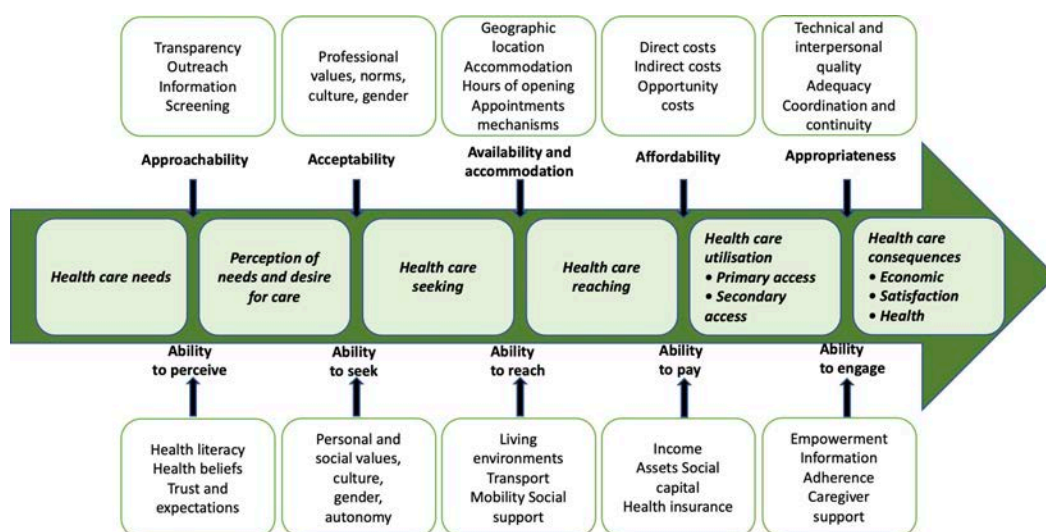 Transparency
Outreach
Information
Screening
Professional
values, norms,
culture, gender
Geographic
location
Accommodation
Hours of opening
Appointments
mechanisms
Direct costs
Indirect costs
Opportunity
costs
Technical and
interpersonal
quality
Adequacy
Coordination and
continuity
Approachability
Acceptability
Availability and
accommodation
Affordability
Appropriateness
Health care needs
Perception of
needs and desire
for care
Health care
seeking
Health care
reaching
Health care
utilisation
• Primary access
• Secondary
access
Health care
consequences
• Economic
• Satisfaction
• Health
Ability
to perceive
Ability
to seek
Ability
to reach
Ability
to pay
Ability
to engage
Health literacy
Health beliefs
Trust and
expectations
Personal and
social values,
culture,
gender,
autonomy
Living
environments
Transport
Mobility Social
support
Income
Assets Social
capital
Health insurance
Empowerment
Information
Adherence
Caregiver
support